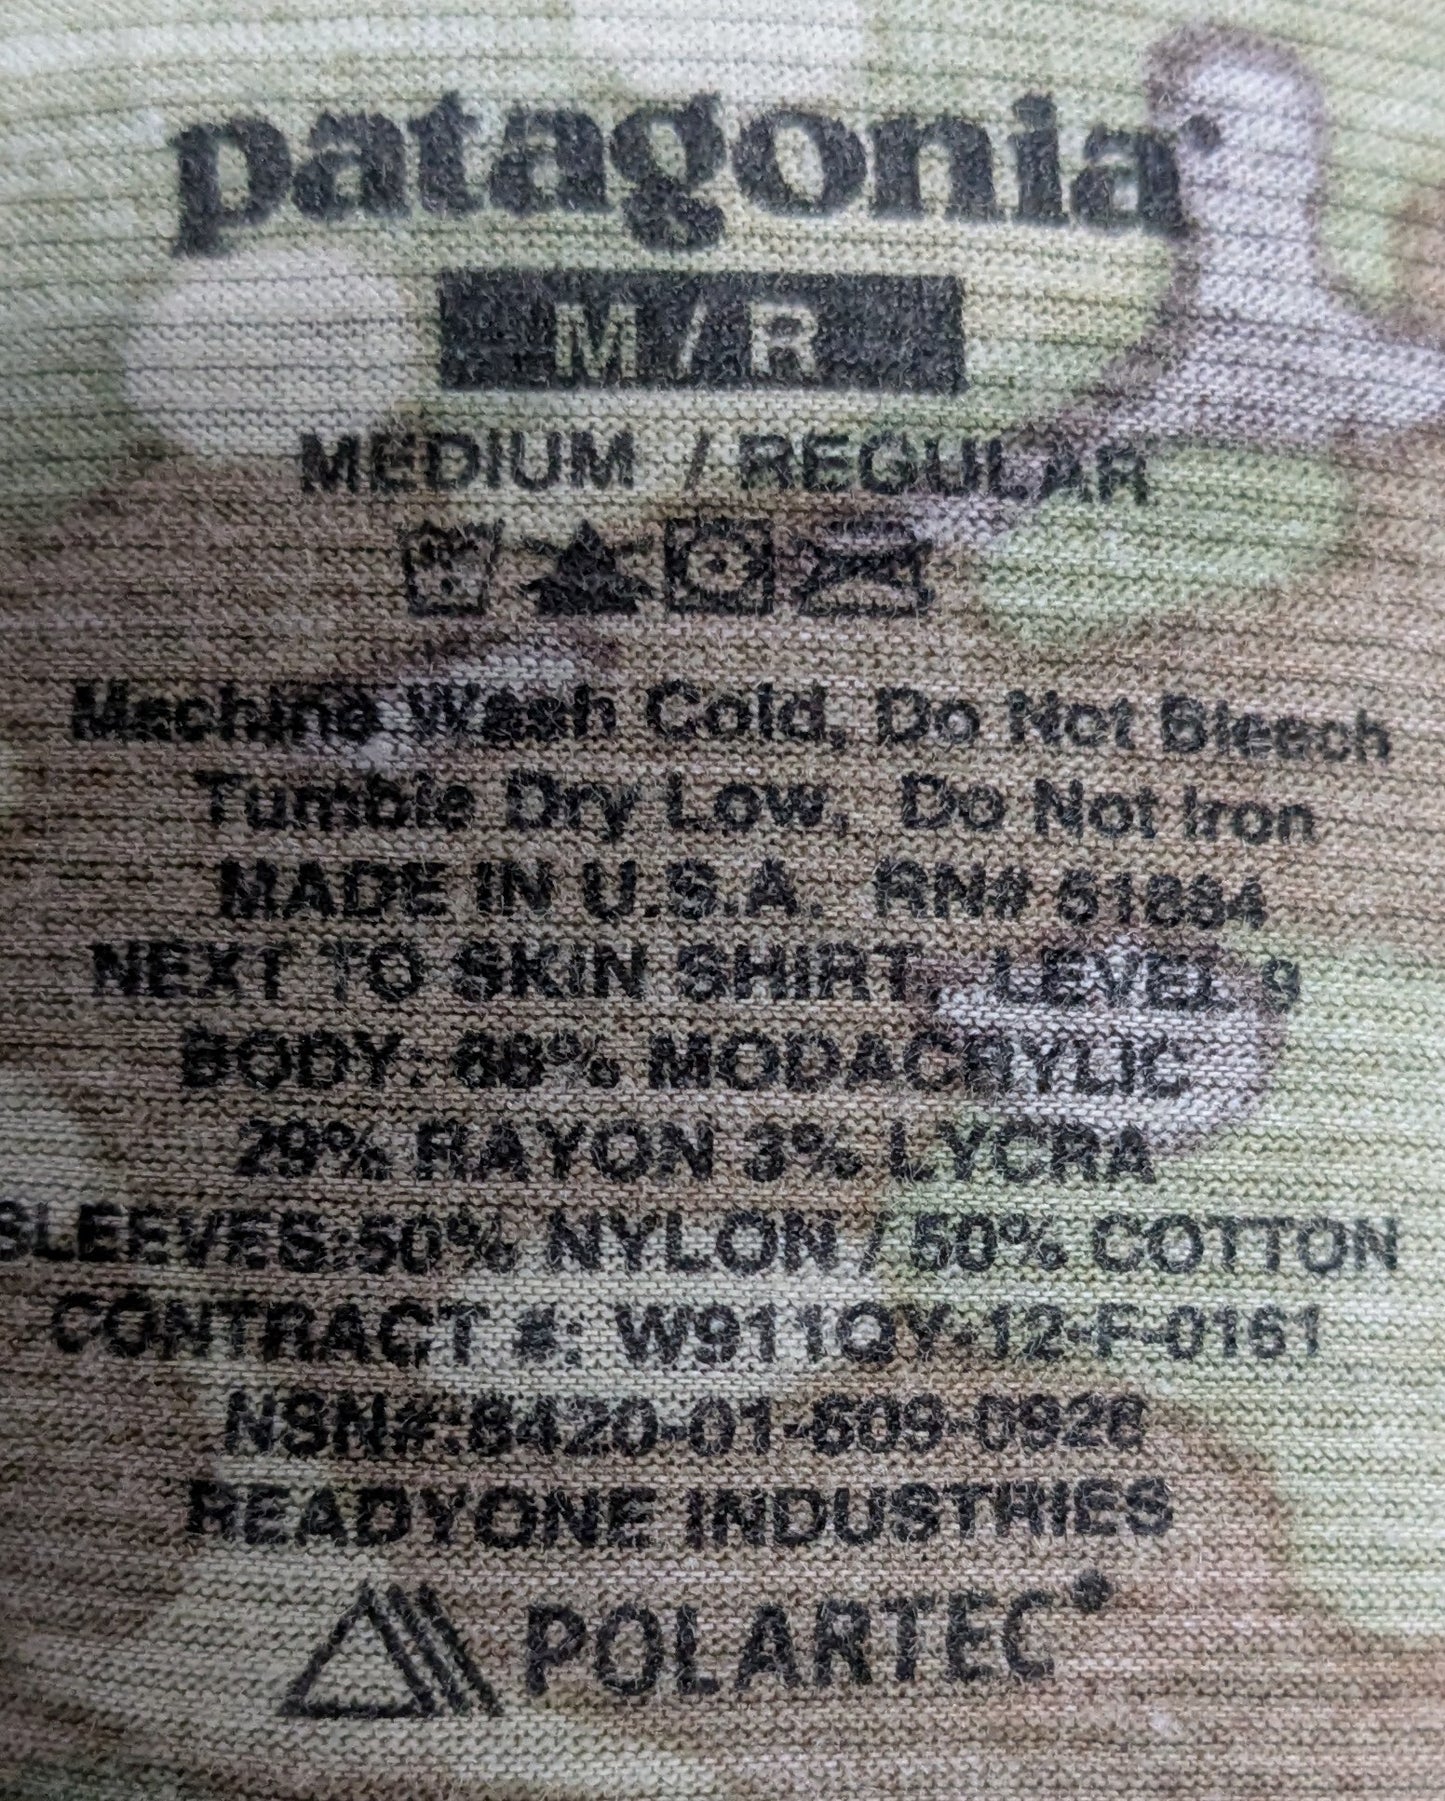 patagonia
M / R
MEDIUM / REGULAR
Machine Wash Cold, Do Not Bleach
Tumble Dry Low, Do Not Iron
MADE IN U.S.A. RN# 51884
NEXT TO SKIN SHIRT, LEVEL 9
BODY: 68% MODACRYLIC
29% RAYON 3% LYCRA
SLEEVES:50% NYLON / 50% COTTON
CONTRACT #: W911QY-12-F-0161
NSN#:8420-01-609-0928
READYONE INDUSTRIES
POLARTEC®